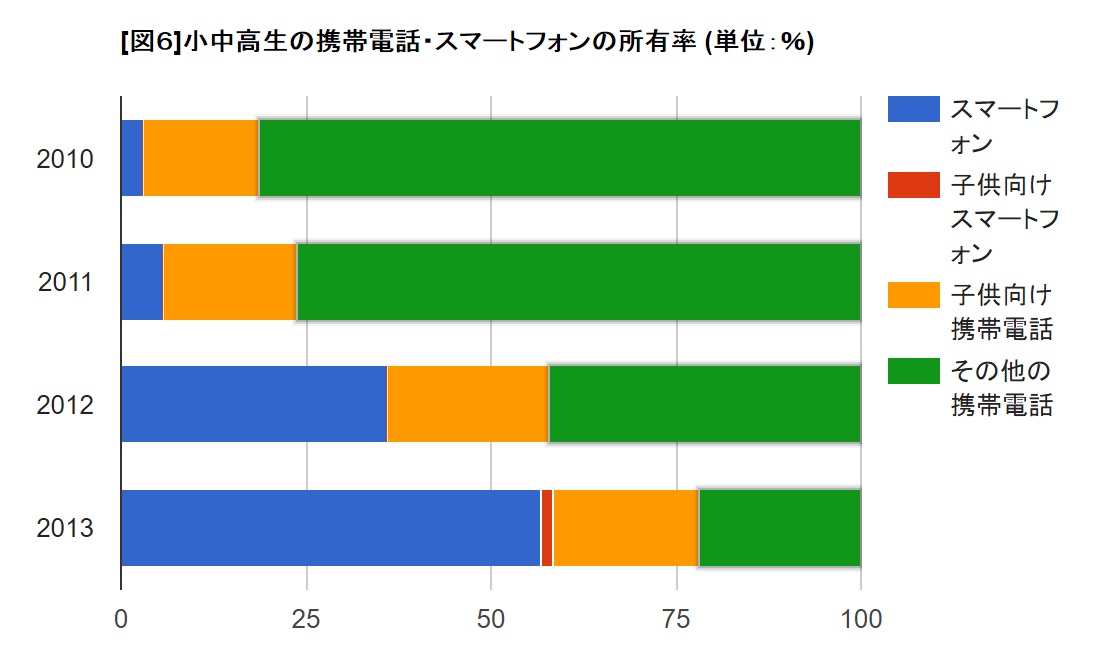 [図6]小中高生の携帯電話・スマートフォンの所有率 (単位：%)
2010
2011
2012
2013
0
25
50
75
100
スマートフ
ォン
子供向け
スマートフ
ォン
子供向け
携帯電話
その他の
携帯電話